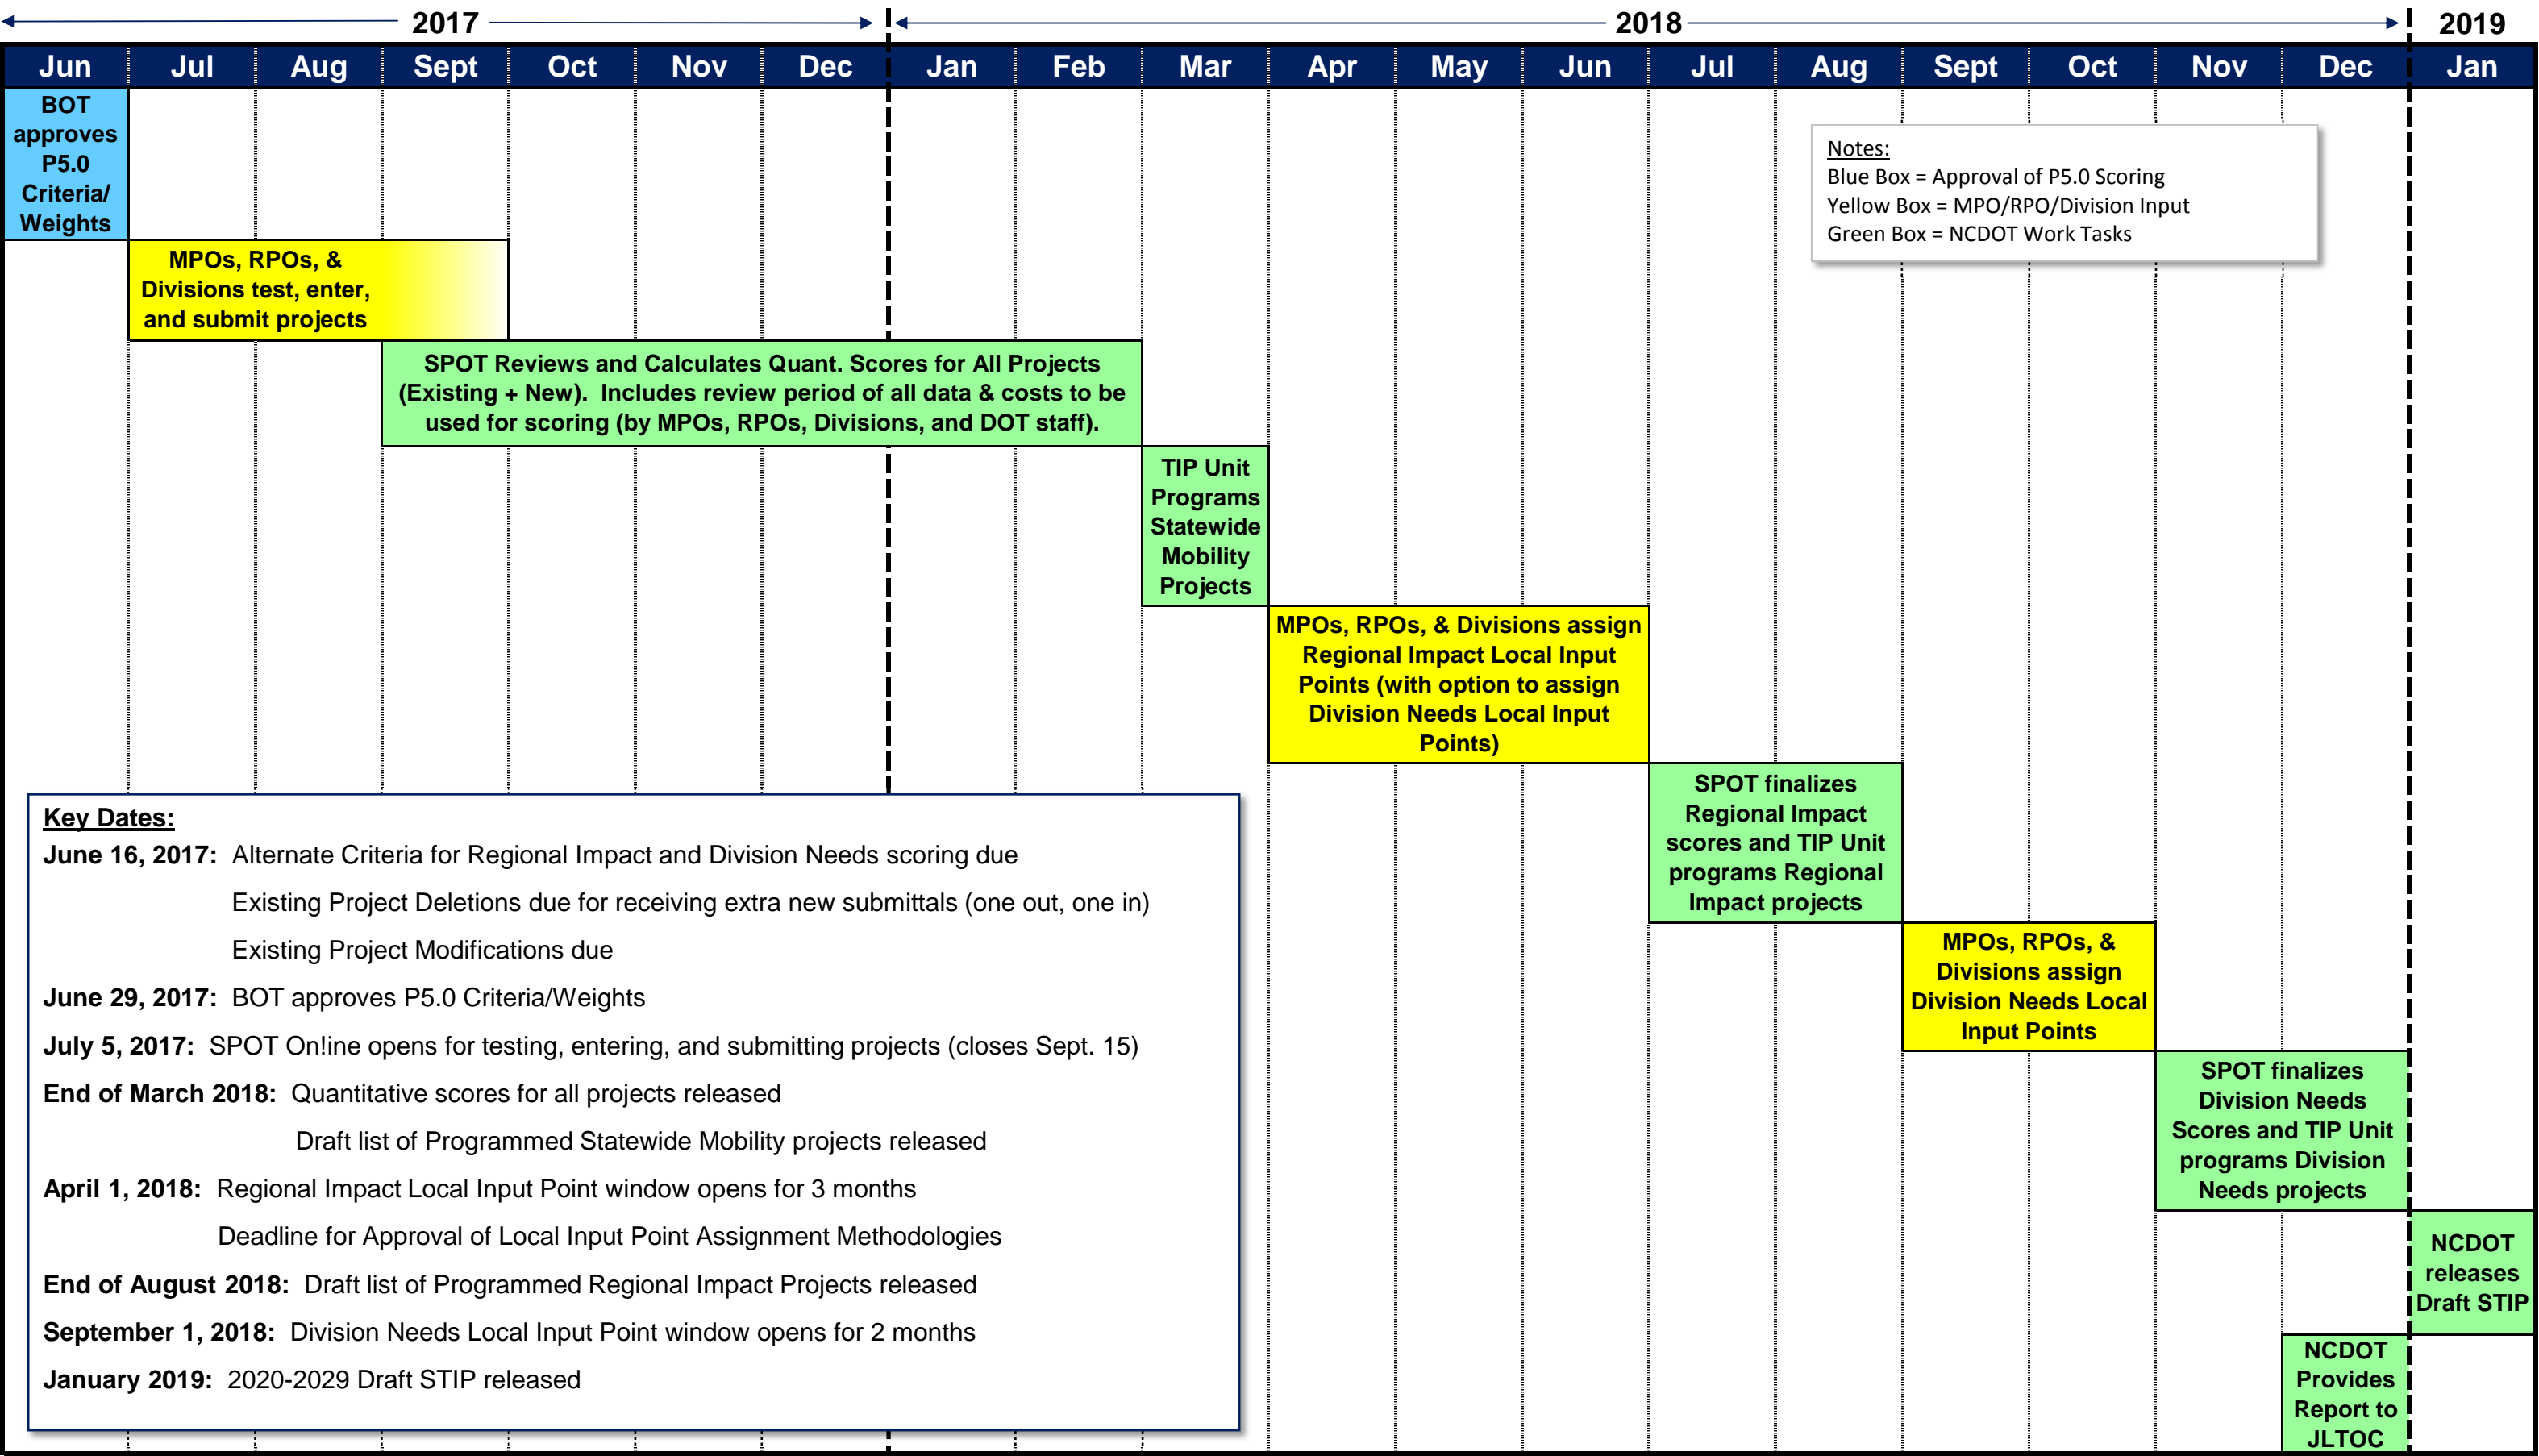 2017 2018 2019
Jun Jul Aug Sept Oct Nov Dec Jan Feb Mar Apr May Jun Jul Aug Sept Oct Nov Dec Jan
BOT
approves
P5.0
Criteria/
Weights
Notes:
Blue Box = Approval of P5.0 Scoring
Yellow Box = MPO/RPO/Division Input
Green Box = NCDOT Work Tasks
MPOs, RPOs, &
Divisions test, enter,
and submit projects
SPOT Reviews and Calculates Quant. Scores for All Projects
(Existing + New). Includes review period of all data & costs to be
used for scoring (by MPOs, RPOs, Divisions, and DOT staff).
TIP Unit
Programs
Statewide
Mobility
Projects
MPOs, RPOs, & Divisions assign
Regional Impact Local Input
Points (with option to assign
Division Needs Local Input
Points)
SPOT finalizes
Regional Impact
scores and TIP Unit
programs Regional
Impact projects
MPOs, RPOs, &
Divisions assign
Division Needs Local
Input Points
SPOT finalizes
Division Needs
Scores and TIP Unit
programs Division
Needs projects
NCDOT
releases
Draft STIP
NCDOT
Provides
Report to
JLTOC
Key Dates:
June 16, 2017: Alternate Criteria for Regional Impact and Division Needs scoring due
Existing Project Deletions due for receiving extra new submittals (one out, one in)
Existing Project Modifications due
June 29, 2017: BOT approves P5.0 Criteria/Weights
July 5, 2017: SPOT On!ine opens for testing, entering, and submitting projects (closes Sept. 15)
End of March 2018: Quantitative scores for all projects released
Draft list of Programmed Statewide Mobility projects released
April 1, 2018: Regional Impact Local Input Point window opens for 3 months
Deadline for Approval of Local Input Point Assignment Methodologies
End of August 2018: Draft list of Programmed Regional Impact Projects released
September 1, 2018: Division Needs Local Input Point window opens for 2 months
January 2019: 2020-2029 Draft STIP released